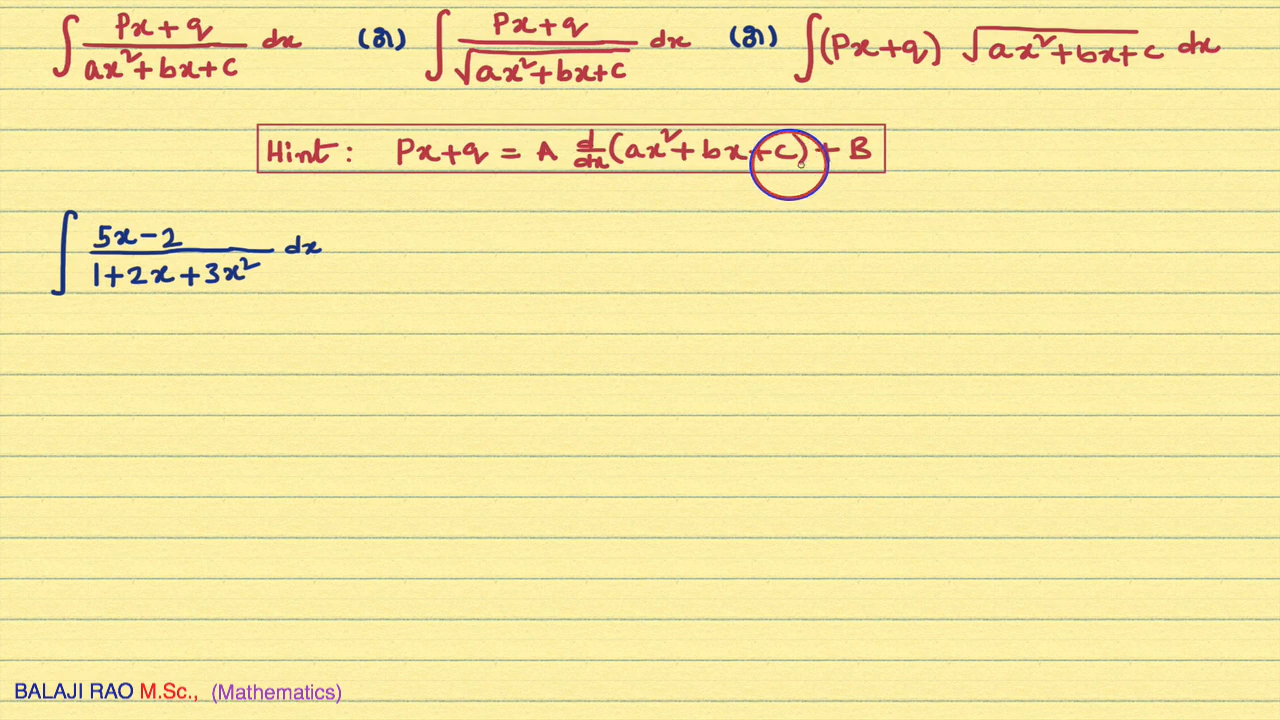 ∫ (Px+q)/(ax²+bx+c) dx (or) ∫ (Px+q)/√(ax²+bx+c) dx (or) ∫(Px+q) √(ax²+bx+c) dx
Hint: Px+q = A d/dx(ax²+bx+c) + B
∫ (5x-2)/(1+2x+3x²) dx
BALAJI RAO M.Sc., (Mathematics)